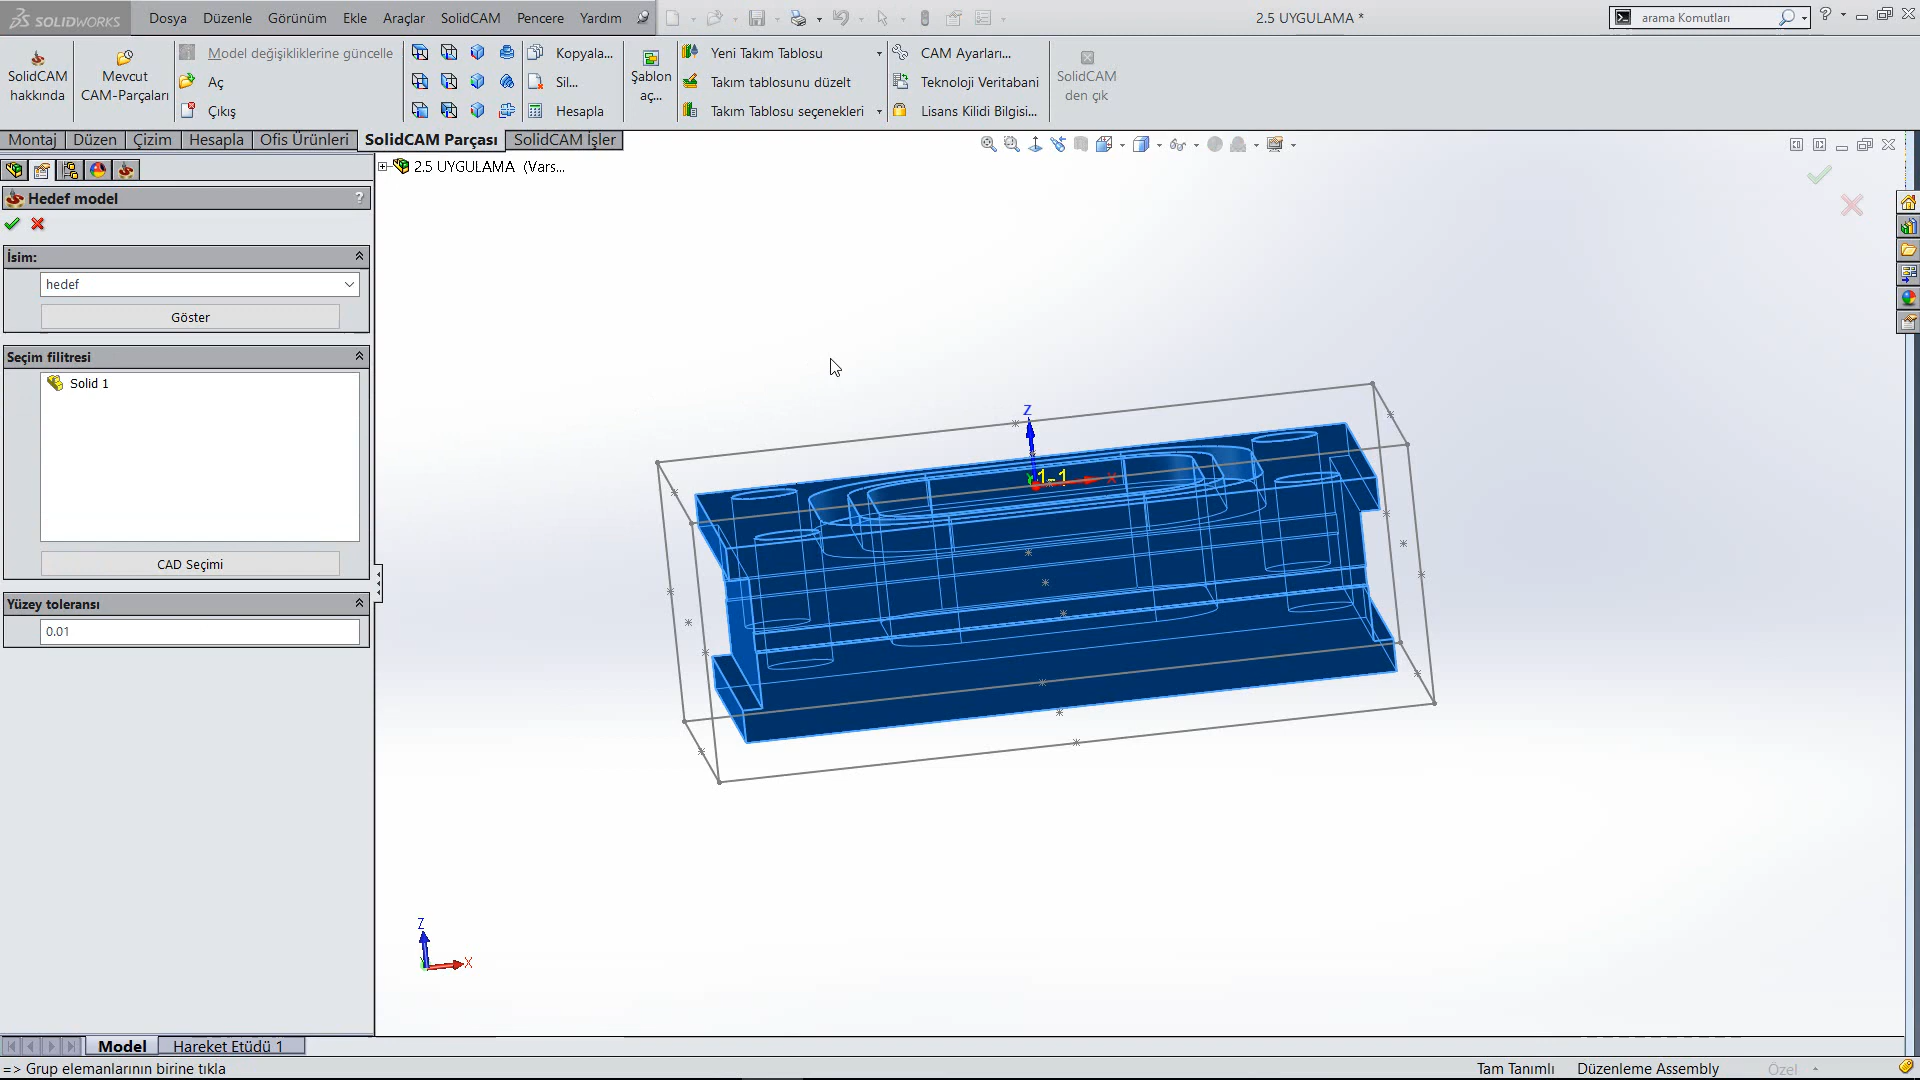 SOLIDWORKS Dosya Düzenle Görünüm Ekle Araçlar SolidCAM Pencere Yardım 2.5 UYGULAMA * arama Komutları ?
SolidCAM hakkında
Mevcut CAM-Parçaları
Model değişikliklerine güncelle
Aç
Çıkış
Kopyala...
Sil...
Hesapla
Şablon aç...
Yeni Takım Tablosu
Takım tablosunu düzelt
Takım Tablosu seçenekleri
CAM Ayarları...
Teknoloji Veritabani
Lisans Kilidi Bilgisi...
SolidCAM den çık
Montaj Düzen Çizim Hesapla Ofis Ürünleri SolidCAM Parçası SolidCAM İşler
2.5 UYGULAMA (Vars...
Hedef model ?
İsim:
hedef
Göster
Seçim filitresi
Solid 1
CAD Seçimi
Yüzey toleransı
0.01
Z
1-1
X
Z
X
Model Hareket Etüdü 1
=> Grup elemanlarının birine tıkla Tam Tanımlı Düzenleme Assembly Özel